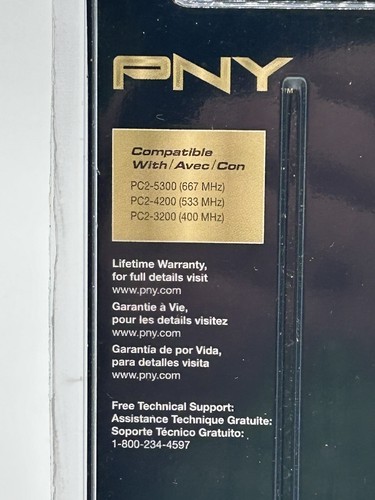 PNY
TM
Compatible
With/Avec/Con
PC2-5300 (667 MHz)
PC2-4200 (533 MHz)
PC2-3200 (400 MHz)
Lifetime Warranty,
for full details visit
www.pny.com
Garantie à Vie,
pour les details visitez
www.pny.com
Garantía de por Vida,
para detalles visita
www.pny.com
Free Technical Support:
Assistance Technique Gratuite:
Soporte Técnico Gratuito:
1-800-234-4597